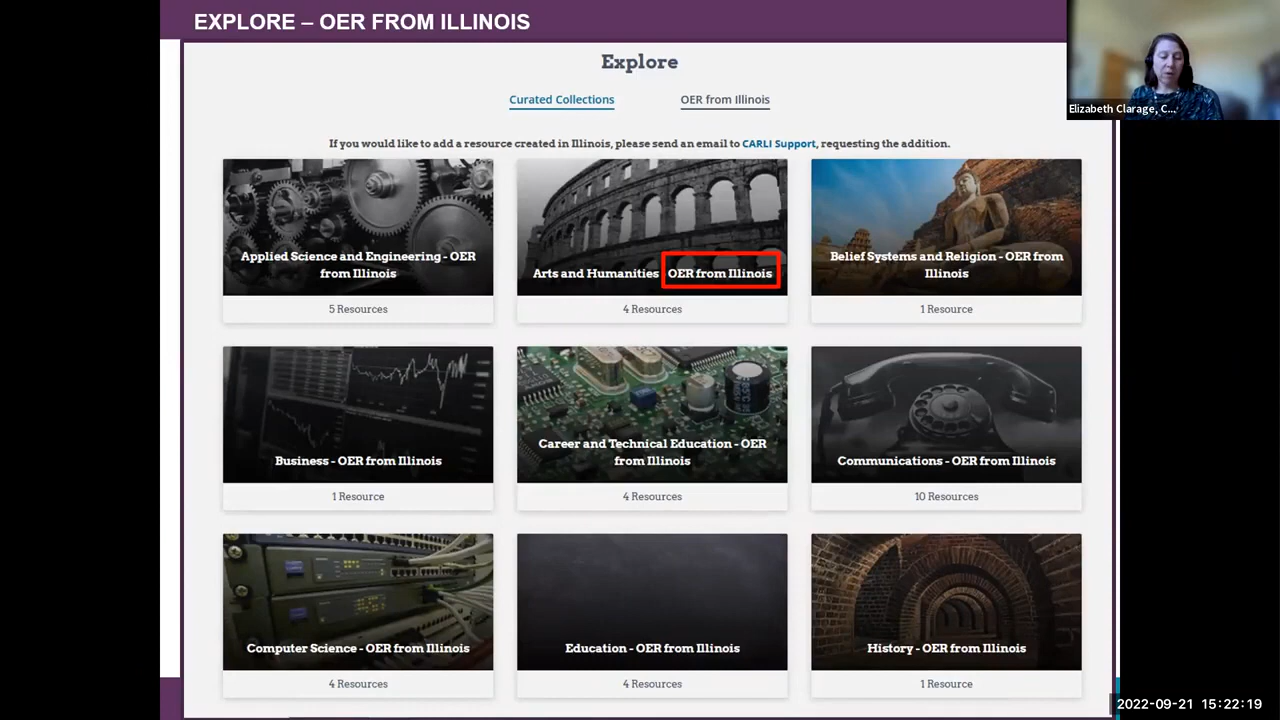 EXPLORE – OER FROM ILLINOIS
Explore
Curated Collections
OER from Illinois
If you would like to add a resource created in Illinois, please send an email to CARLI Support, requesting the addition.
Applied Science and Engineering - OER
from Illinois
5 Resources
Arts and Humanities OER from Illinois
4 Resources
Belief Systems and Religion - OER from
Illinois
1 Resource
Business - OER from Illinois
1 Resource
Career and Technical Education - OER
from Illinois
4 Resources
Communications - OER from Illinois
10 Resources
Computer Science - OER from Illinois
4 Resources
Education - OER from Illinois
4 Resources
History - OER from Illinois
1 Resource
Elizabeth Clarage, C...
2022-09-21 15:22:19